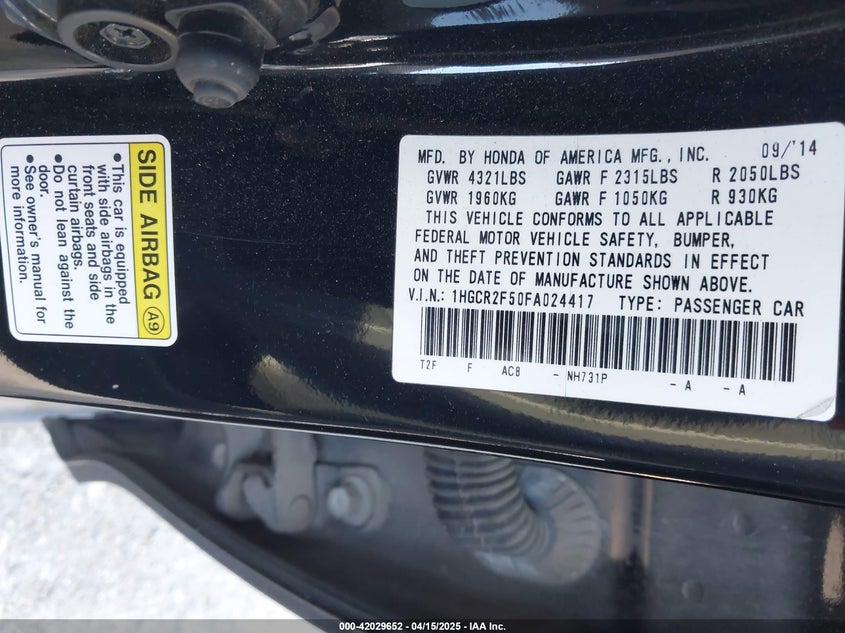 SIDE AIRBAG A9
•This car is equipped
with side airbags in the
front seats and side
curtain airbags.
•Do not lean against the
door.
•See owner's manual for
more information.
MFD. BY HONDA OF AMERICA MFG., INC. 09/'14
GVWR 4321LBS GAWR F 2315LBS R 2050LBS
GVWR 1960KG GAWR F 1050KG R 930KG
THIS VEHICLE CONFORMS TO ALL APPLICABLE
FEDERAL MOTOR VEHICLE SAFETY, BUMPER,
AND THEFT PREVENTION STANDARDS IN EFFECT
ON THE DATE OF MANUFACTURE SHOWN ABOVE.
V.I.N.: 1HGCR2F50FA024417 TYPE: PASSENGER CAR
T2F F AC8 - NH731P - A - A
000-42029652 - 04/15/2025 - IAA Inc.